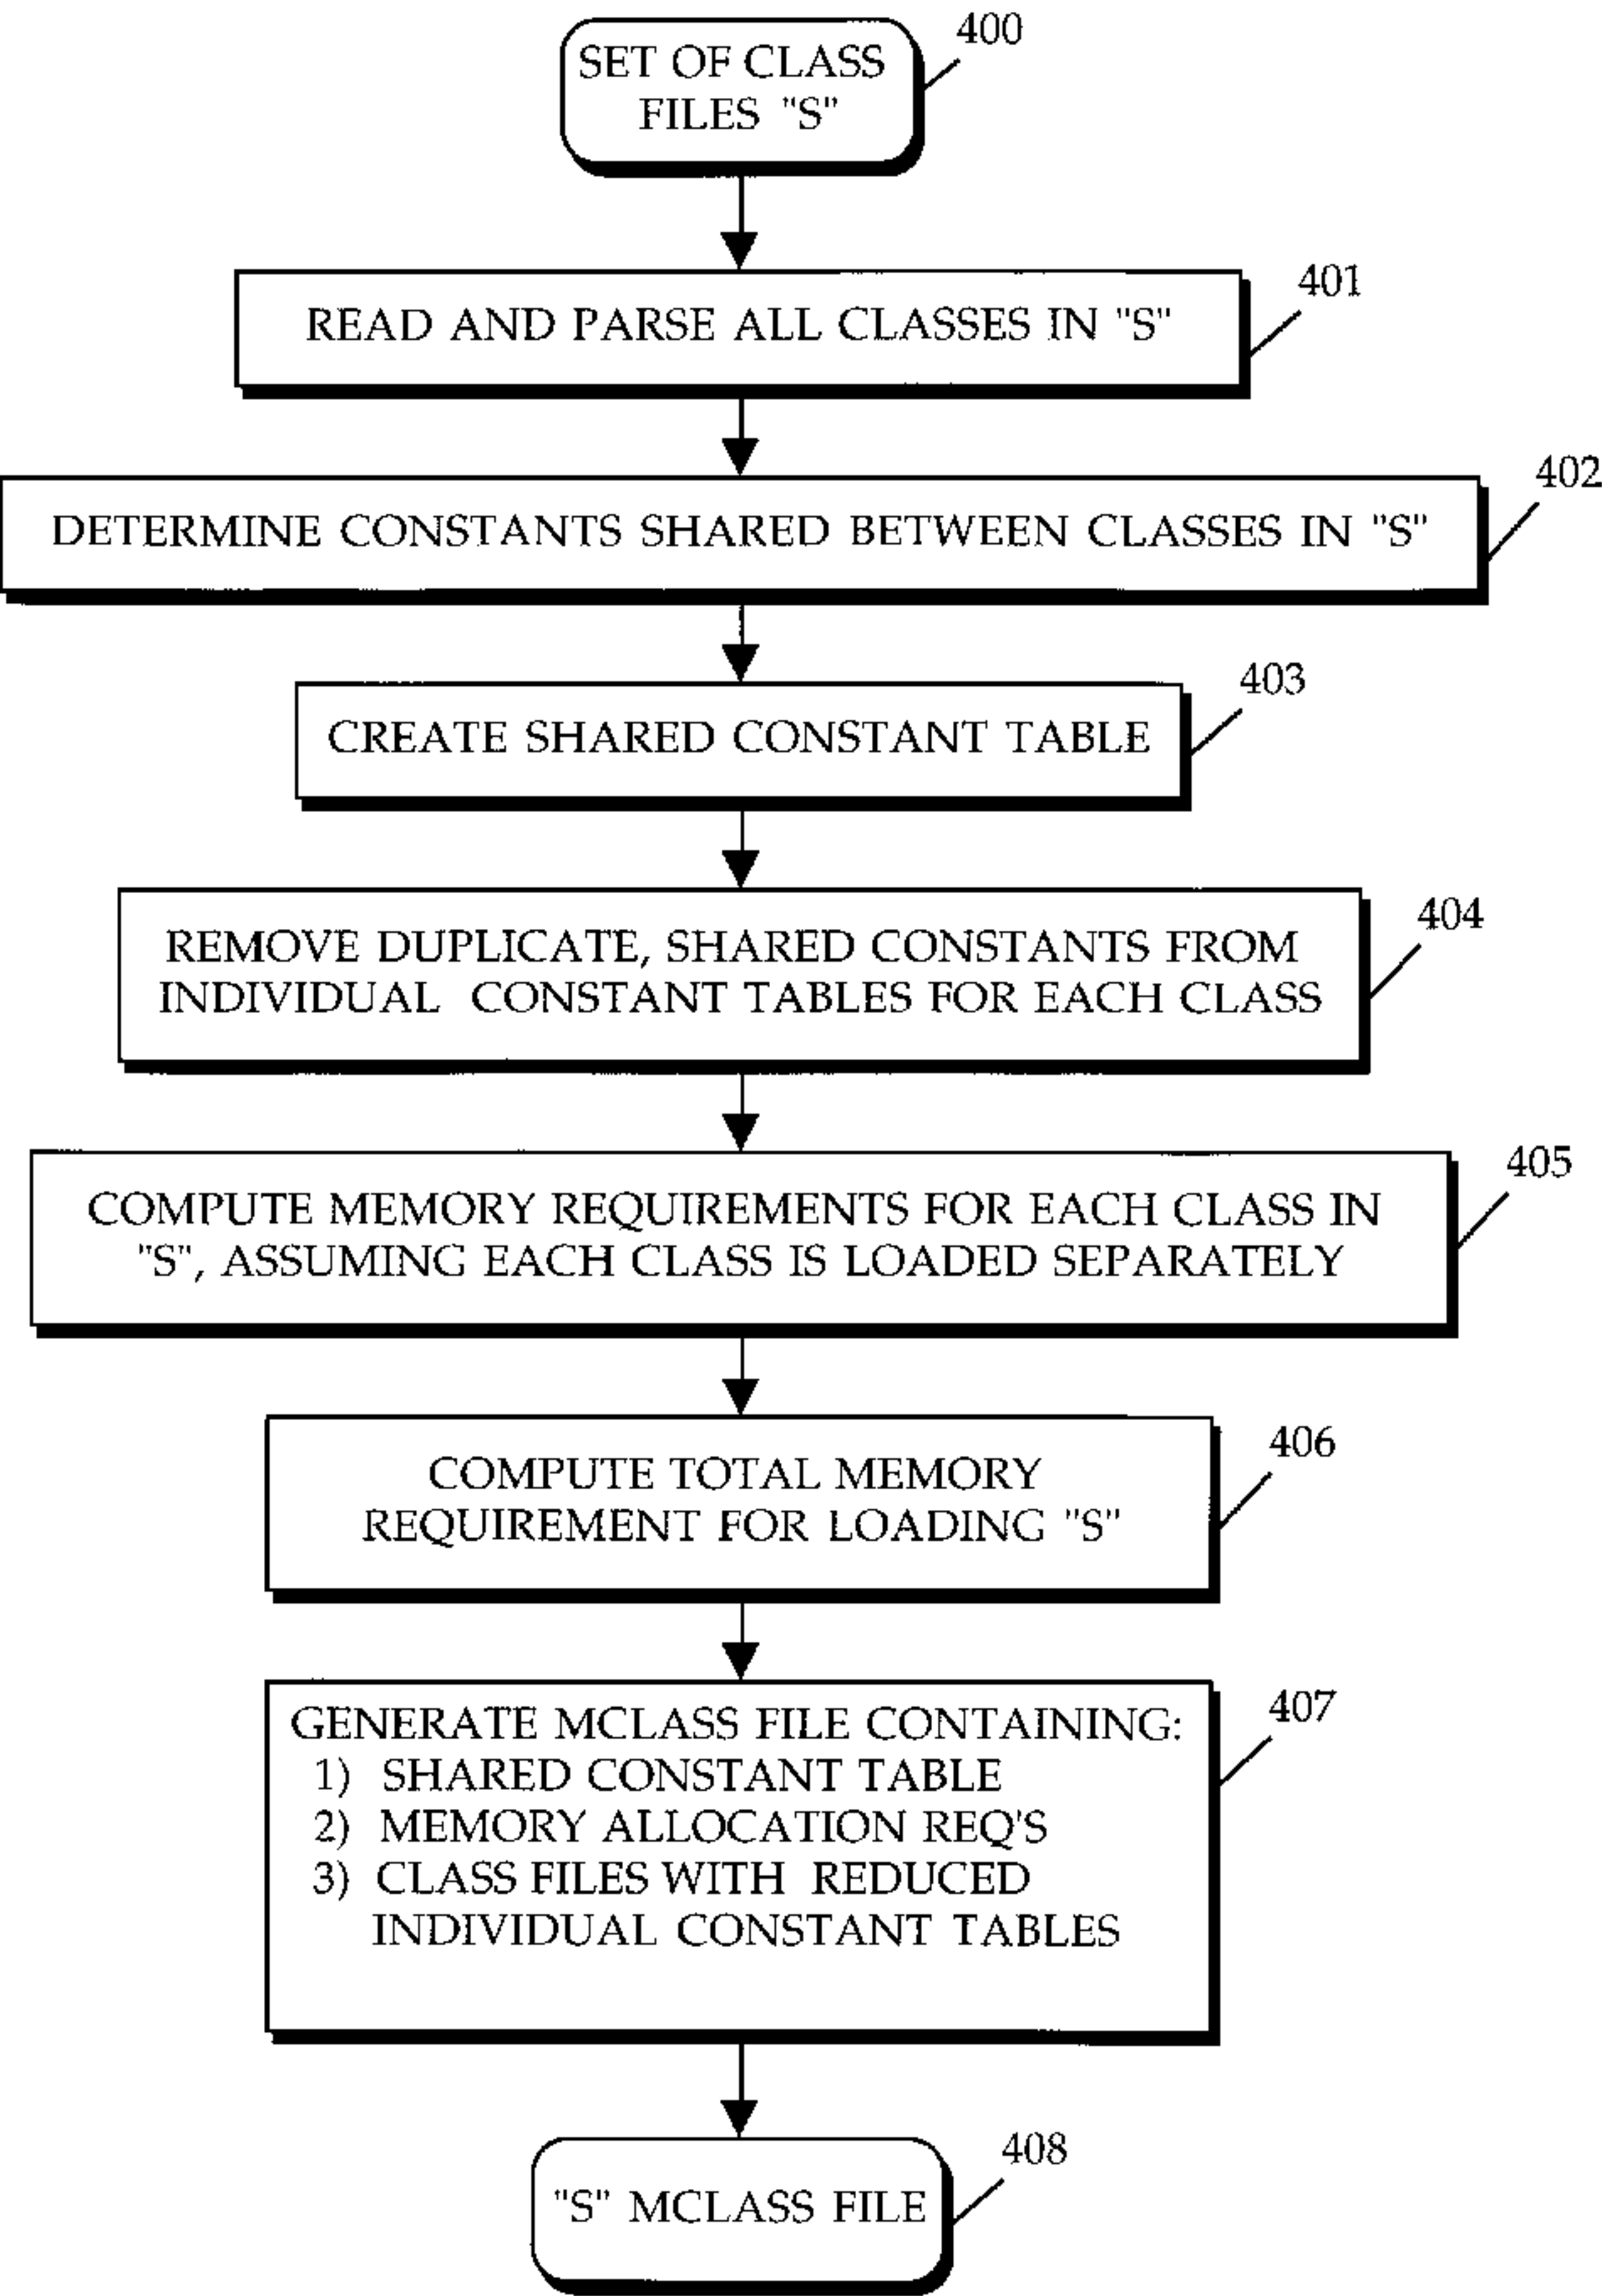 400
SET OF CLASS
FILES "S"
401
READ AND PARSE ALL CLASSES IN "S"
402
DETERMINE CONSTANTS SHARED BETWEEN CLASSES IN "S"
403
CREATE SHARED CONSTANT TABLE
404
REMOVE DUPLICATE, SHARED CONSTANTS FROM
INDIVIDUAL CONSTANT TABLES FOR EACH CLASS
405
COMPUTE MEMORY REQUIREMENTS FOR EACH CLASS IN
"S", ASSUMING EACH CLASS IS LOADED SEPARATELY
406
COMPUTE TOTAL MEMORY
REQUIREMENT FOR LOADING "S"
407
GENERATE MCLASS FILE CONTAINING:
1) SHARED CONSTANT TABLE
2) MEMORY ALLOCATION REQ'S
3) CLASS FILES WITH REDUCED
INDIVIDUAL CONSTANT TABLES
408
"S" MCLASS FILE